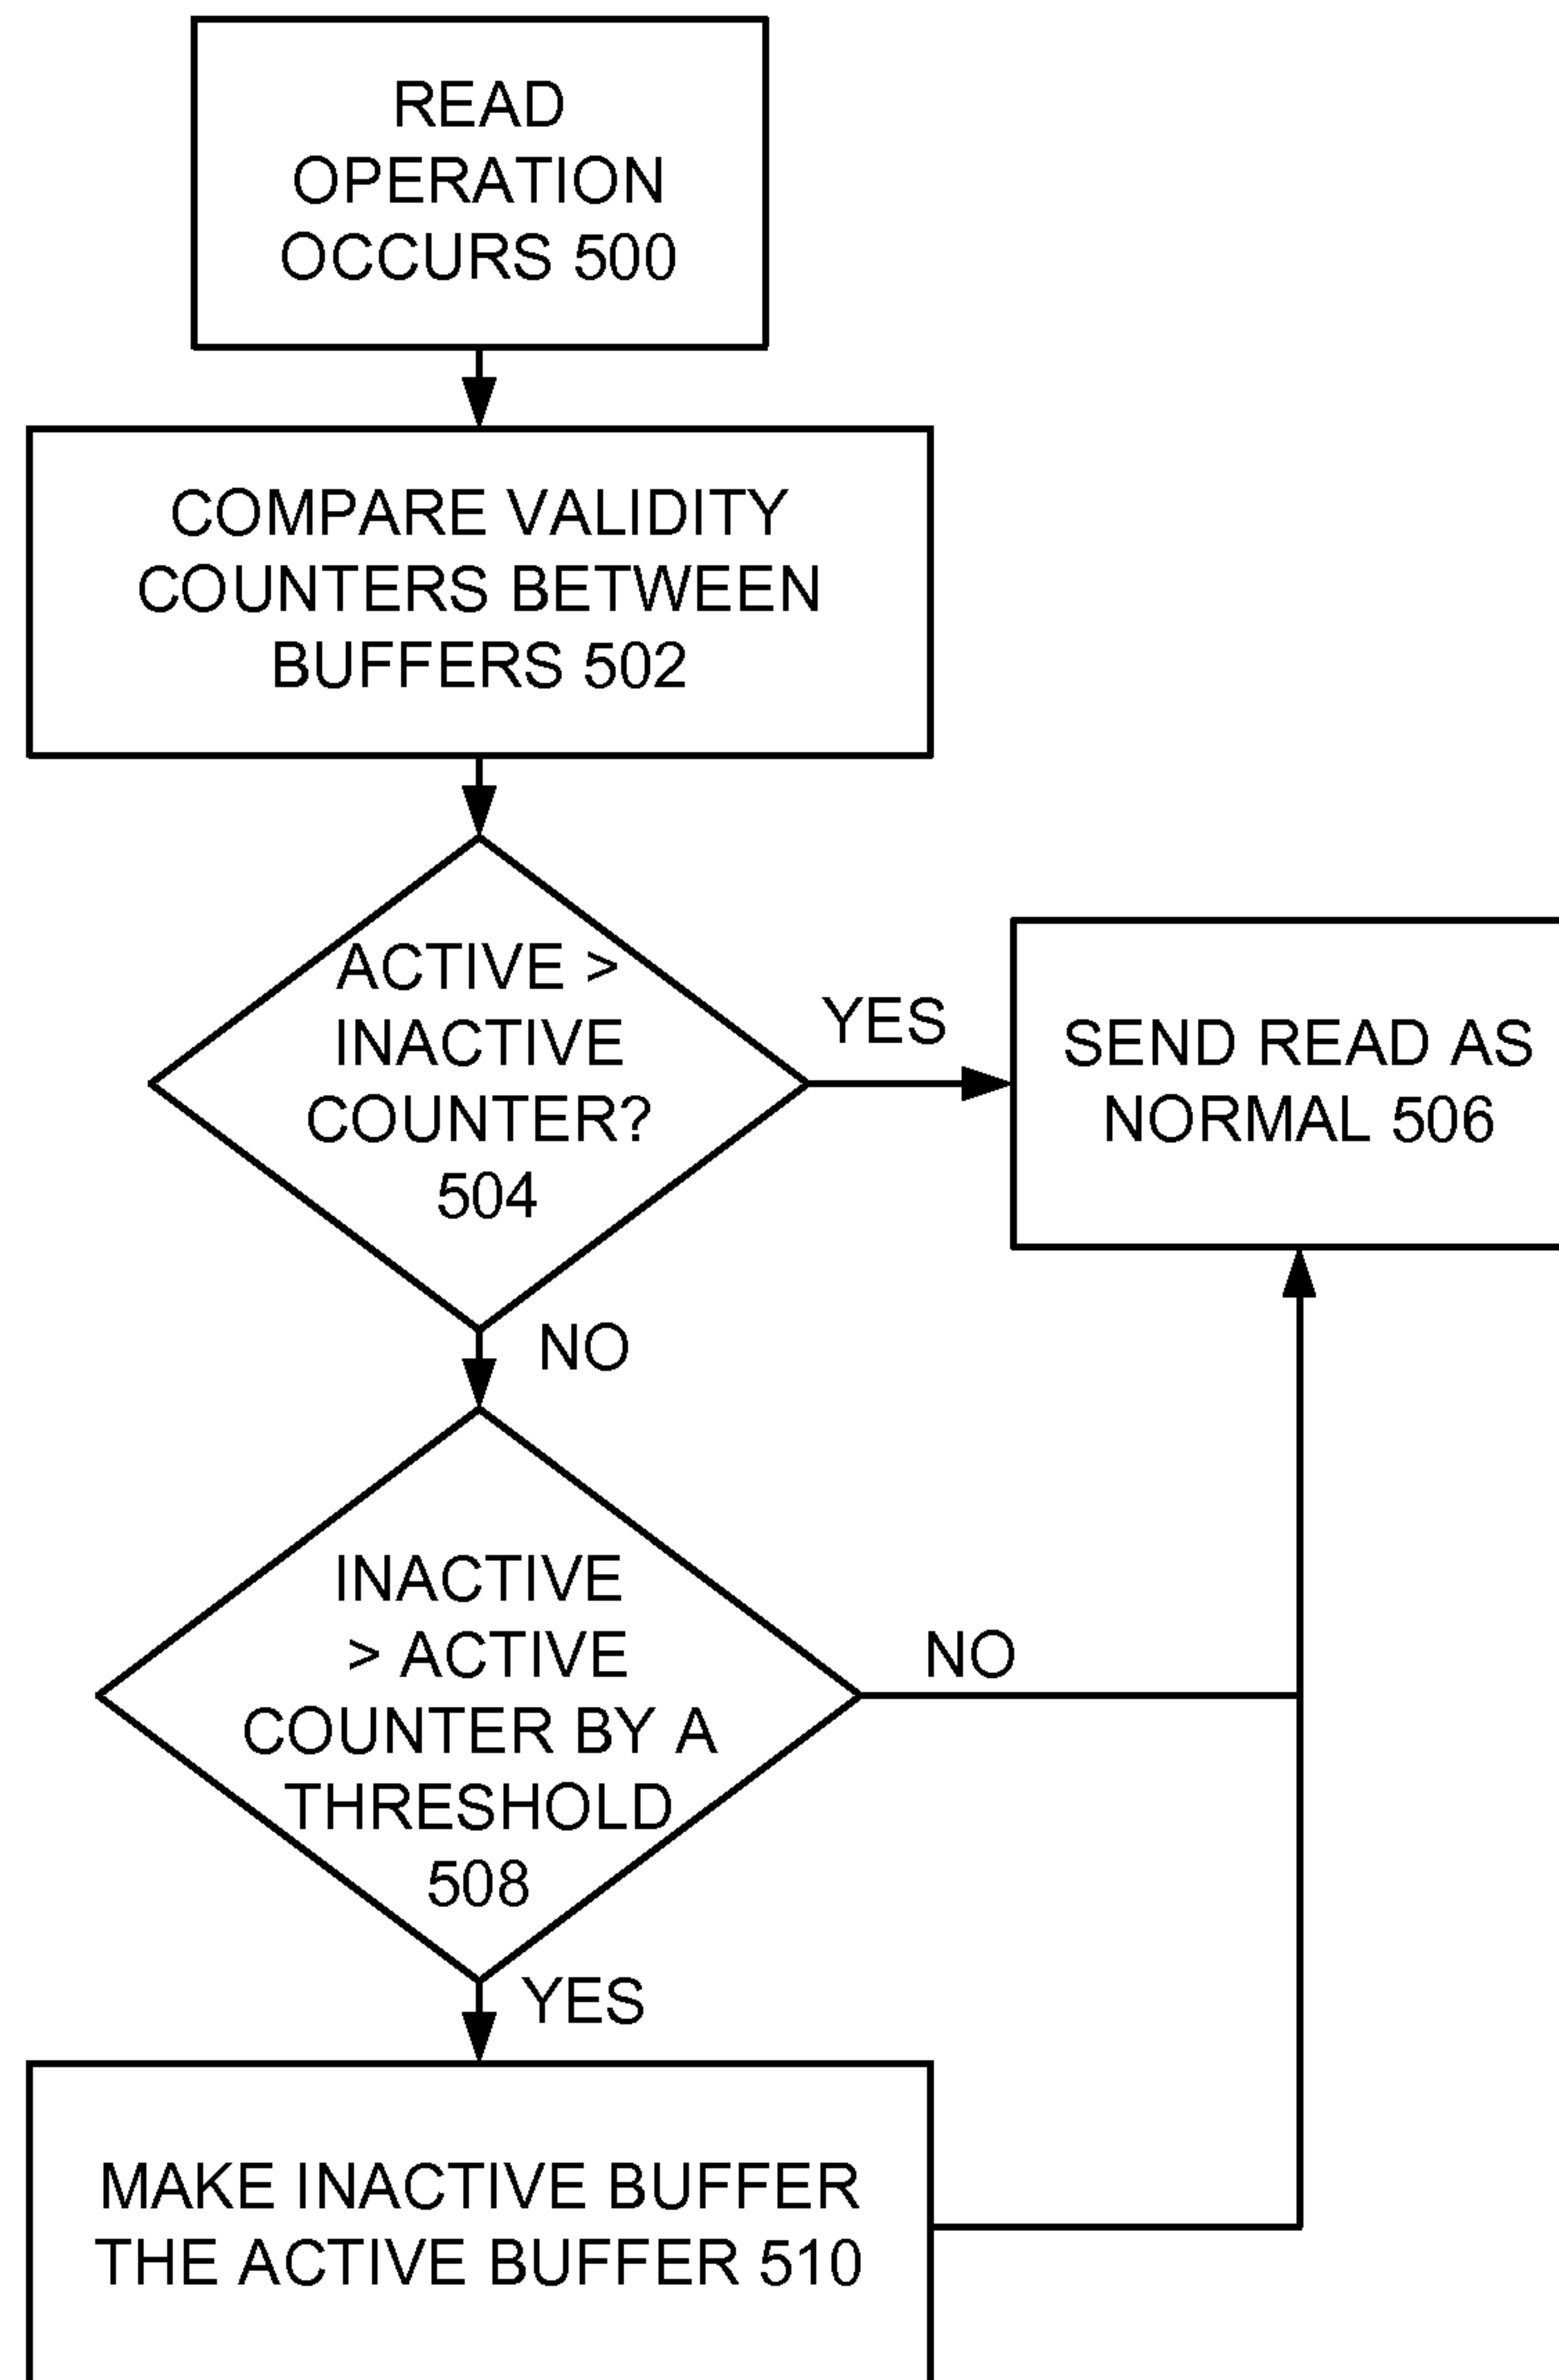 READ
OPERATION
OCCURS 500
COMPARE VALIDITY
COUNTERS BETWEEN
BUFFERS 502
ACTIVE >
INACTIVE
COUNTER?
504
YES
SEND READ AS
NORMAL 506
NO
INACTIVE
> ACTIVE
COUNTER BY A
THRESHOLD
508
NO
YES
MAKE INACTIVE BUFFER
THE ACTIVE BUFFER 510